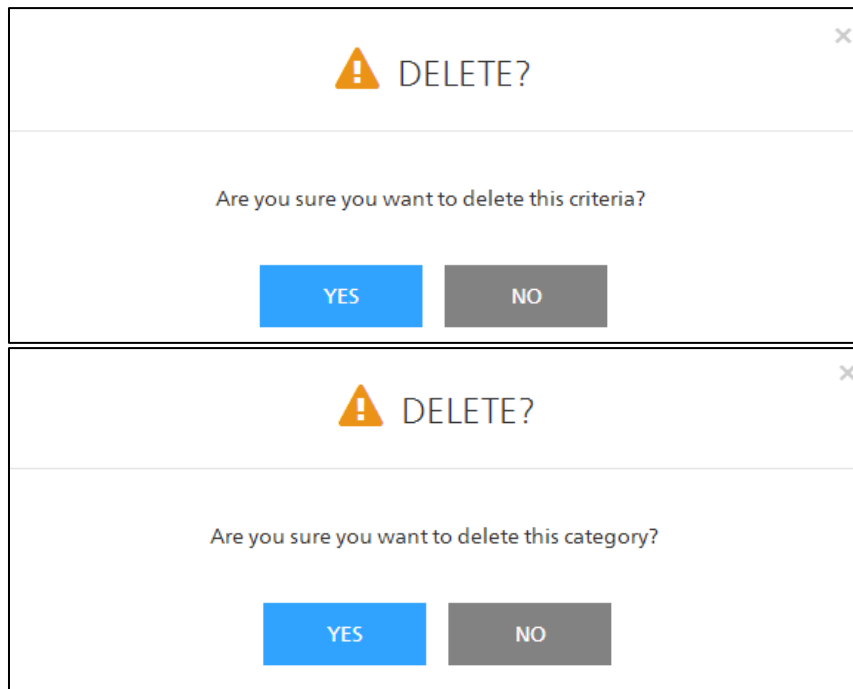 ×
DELETE?
Are you sure you want to delete this criteria?
YES NO
×
DELETE?
Are you sure you want to delete this category?
YES NO